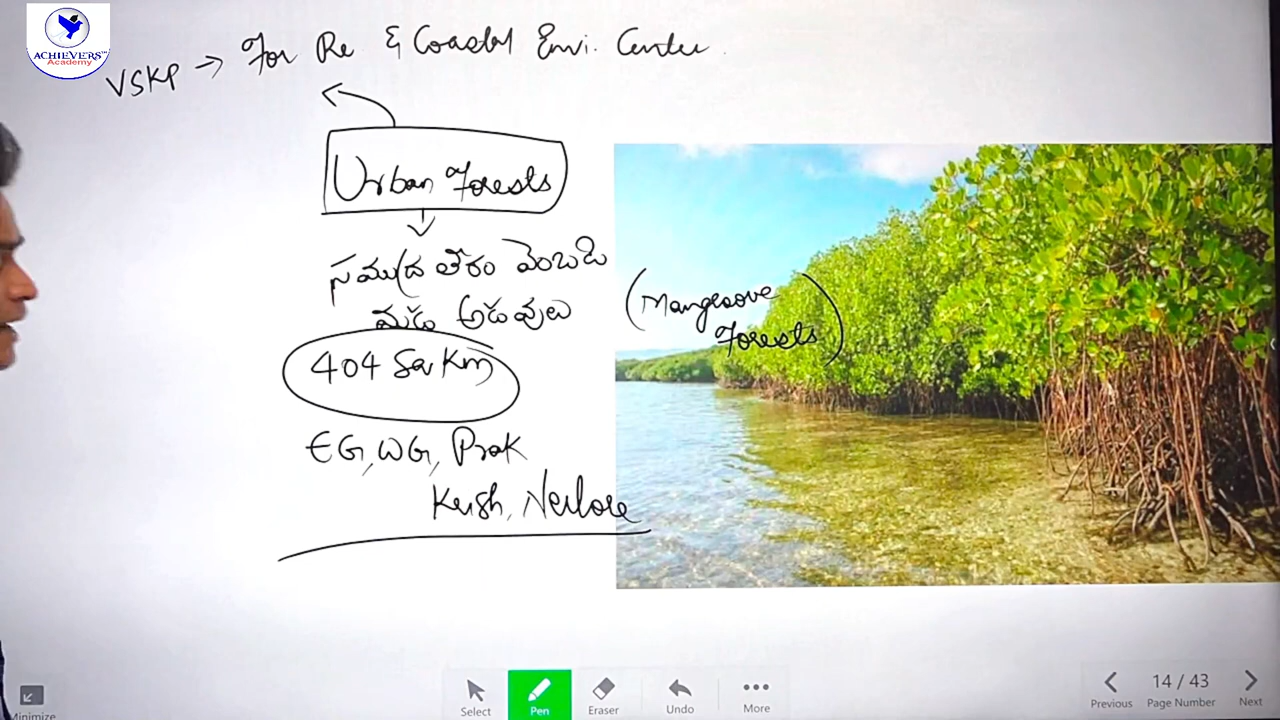 ACHIEVERS™
Academy
VSKP → For Re & Coastal Envi. Center
Urban Forests
సముద్ర తీరం వెంబడి
మడ అడవులు
404 Sq Km
EG, WG, Prak
Krish, Nellore
(Mangroove
Forests)
Minimize
Select
Pen
Eraser
Undo
More
Previous
14 / 43
Page Number
Next